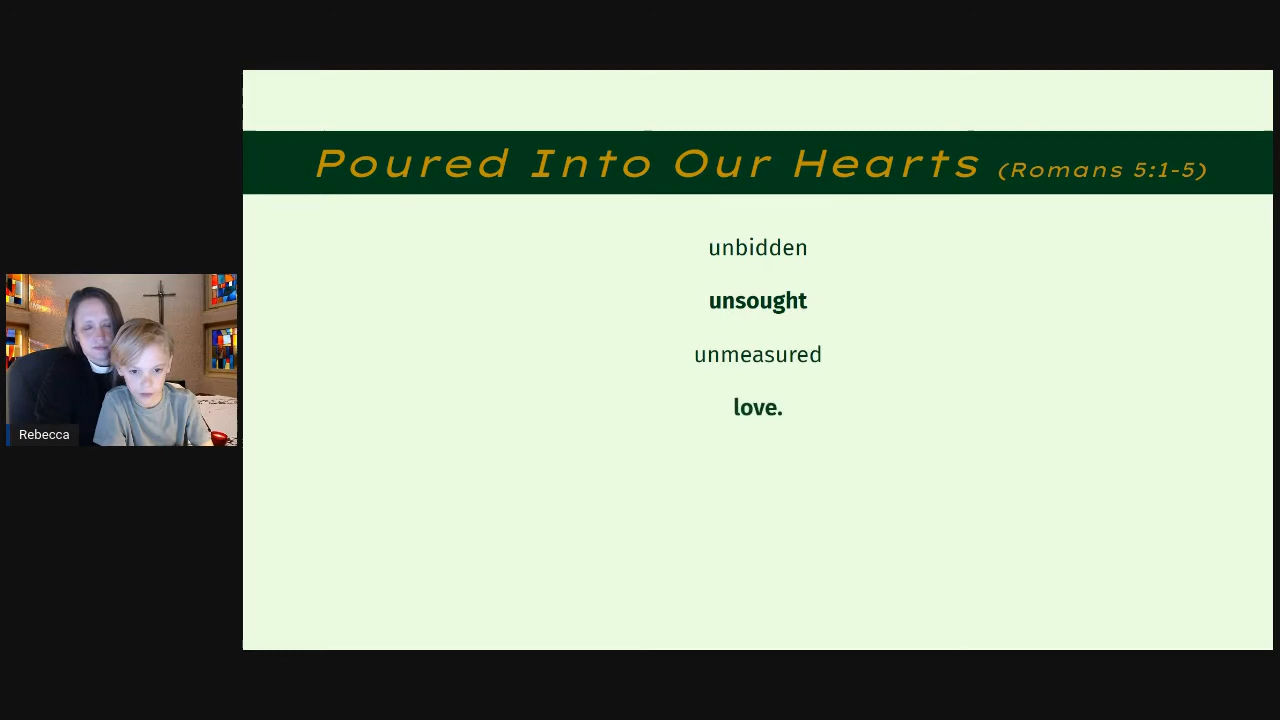 Poured Into Our Hearts (Romans 5:1-5)
unbidden
unsought
unmeasured
love.
Rebecca